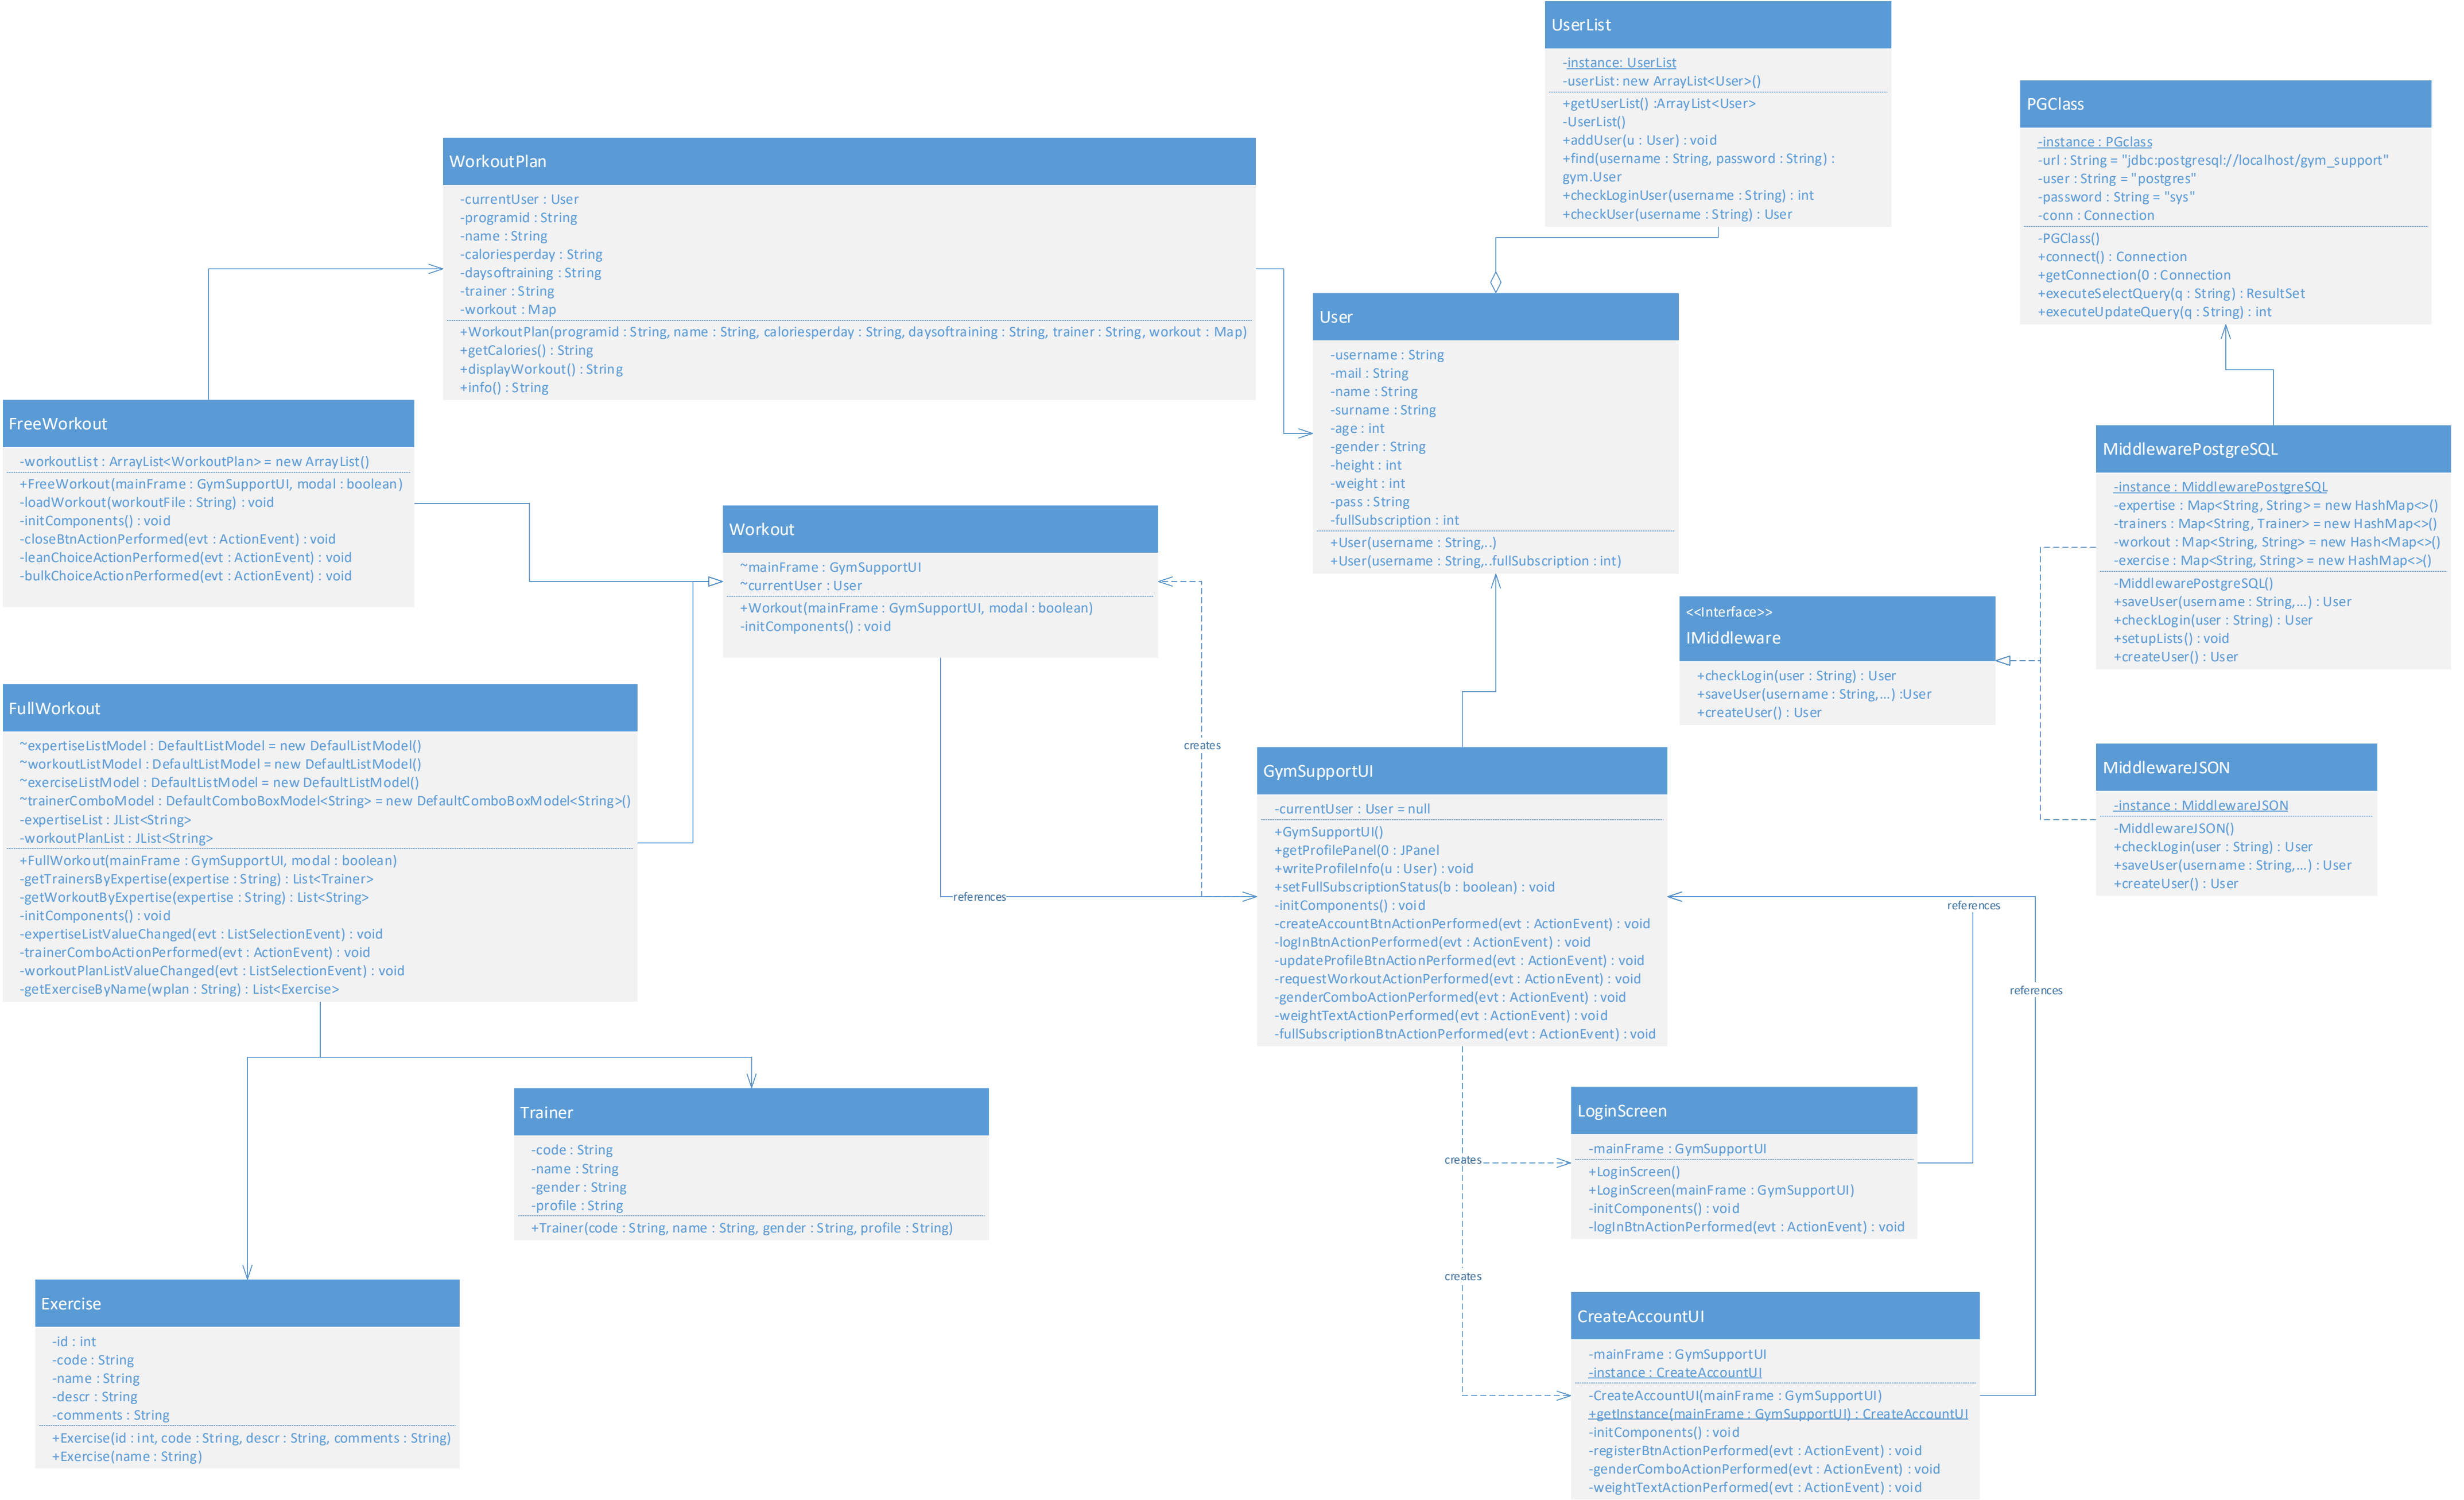 UserList
-instance: UserList
-userList: new ArrayList<User>()
+getUserList() :ArrayList<User>
-UserList()
+addUser(u : User) : void
+find(username : String, password : String) :
gym.User
+checkLoginUser(username : String) : int
+checkUser(username : String) : User
PGClass
-instance : PGclass
-url : String = "jdbc:postgresql://localhost/gym_support"
-user : String = "postgres"
-password : String = "sys"
-conn : Connection
-PGClass()
+connect() : Connection
+getConnection(0 : Connection
+executeSelectQuery(q : String) : ResultSet
+executeUpdateQuery(q : String) : int
WorkoutPlan
-currentUser : User
-programid : String
-name : String
-caloriesperday : String
-daysoftraining : String
-trainer : String
-workout : Map
+WorkoutPlan(programid : String, name : String, caloriesperday : String, daysoftraining : String, trainer : String, workout : Map)
+getCalories() : String
+displayWorkout() : String
+info() : String
User
-username : String
-mail : String
-name : String
-surname : String
-age : int
-gender : String
-height : int
-weight : int
-pass : String
-fullSubscription : int
+User(username : String,..)
+User(username : String,..fullSubscription : int)
FreeWorkout
-workoutList : ArrayList<WorkoutPlan> = new ArrayList()
+FreeWorkout(mainFrame : GymSupportUI, modal : boolean)
-loadWorkout(workoutFile : String) : void
-initComponents() : void
-closeBtnActionPerformed(evt : ActionEvent) : void
-leanChoiceActionPerformed(evt : ActionEvent) : void
-bulkChoiceActionPerformed(evt : ActionEvent) : void
MiddlewarePostgreSQL
-instance : MiddlewarePostgreSQL
-expertise : Map<String, String> = new HashMap<>()
-trainers : Map<String, Trainer> = new HashMap<>()
-workout : Map<String, String> = new Hash<Map<>()
-exercise : Map<String, String> = new HashMap<>()
-MiddlewarePostgreSQL()
+saveUser(username : String,...) : User
+checkLogin(user : String) : User
+setupLists() : void
+createUser() : User
Workout
~mainFrame : GymSupportUI
~currentUser : User
+Workout(mainFrame : GymSupportUI, modal : boolean)
-initComponents() : void
<<Interface>>
IMiddleware
+checkLogin(user : String) : User
+saveUser(username : String,...) :User
+createUser() : User
FullWorkout
~expertiseListModel : DefaultListModel = new DefaulListModel()
~workoutListModel : DefaultListModel = new DefaultListModel()
~exerciseListModel : DefaultListModel = new DefaultListModel()
~trainerComboModel : DefaultComboBoxModel<String> = new DefaultComboBoxModel<String>()
-expertiseList : JList<String>
-workoutPlanList : JList<String>
+FullWorkout(mainFrame : GymSupportUI, modal : boolean)
-getTrainersByExpertise(expertise : String) : List<Trainer>
-getWorkoutByExpertise(expertise : String) : List<String>
-initComponents() : void
-expertiseListValueChanged(evt : ListSelectionEvent) : void
-trainerComboActionPerformed(evt : ActionEvent) : void
-workoutPlanListValueChanged(evt : ListSelectionEvent) : void
-getExerciseByName(wplan : String) : List<Exercise>
creates
references
GymSupportUI
-currentUser : User = null
+GymSupportUI()
+getProfilePanel(0 : JPanel
+writeProfileInfo(u : User) : void
+setFullSubscriptionStatus(b : boolean) : void
-initComponents() : void
-createAccountBtnActionPerformed(evt : ActionEvent) : void
-logInBtnActionPerformed(evt : ActionEvent) : void
-updateProfileBtnActionPerformed(evt : ActionEvent) : void
-requestWorkoutActionPerformed(evt : ActionEvent) : void
-genderComboActionPerformed(evt : ActionEvent) : void
-weightTextActionPerformed(evt : ActionEvent) : void
-fullSubscriptionBtnActionPerformed(evt : ActionEvent) : void
MiddlewareJSON
-instance : MiddlewareJSON
-MiddlewareJSON()
+checkLogin(user : String) : User
+saveUser(username : String,...) : User
+createUser() : User
references
references
Trainer
-code : String
-name : String
-gender : String
-profile : String
+Trainer(code : String, name : String, gender : String, profile : String)
creates
LoginScreen
-mainFrame : GymSupportUI
+LoginScreen()
+LoginScreen(mainFrame : GymSupportUI)
-initComponents() : void
-logInBtnActionPerformed(evt : ActionEvent) : void
creates
Exercise
-id : int
-code : String
-name : String
-descr : String
-comments : String
+Exercise(id : int, code : String, descr : String, comments : String)
+Exercise(name : String)
CreateAccountUI
-mainFrame : GymSupportUI
-instance : CreateAccountUI
-CreateAccountUI(mainFrame : GymSupportUI)
+getInstance(mainFrame : GymSupportUI) : CreateAccountUI
-initComponents() : void
-registerBtnActionPerformed(evt : ActionEvent) : void
-genderComboActionPerformed(evt : ActionEvent) : void
-weightTextActionPerformed(evt : ActionEvent) : void